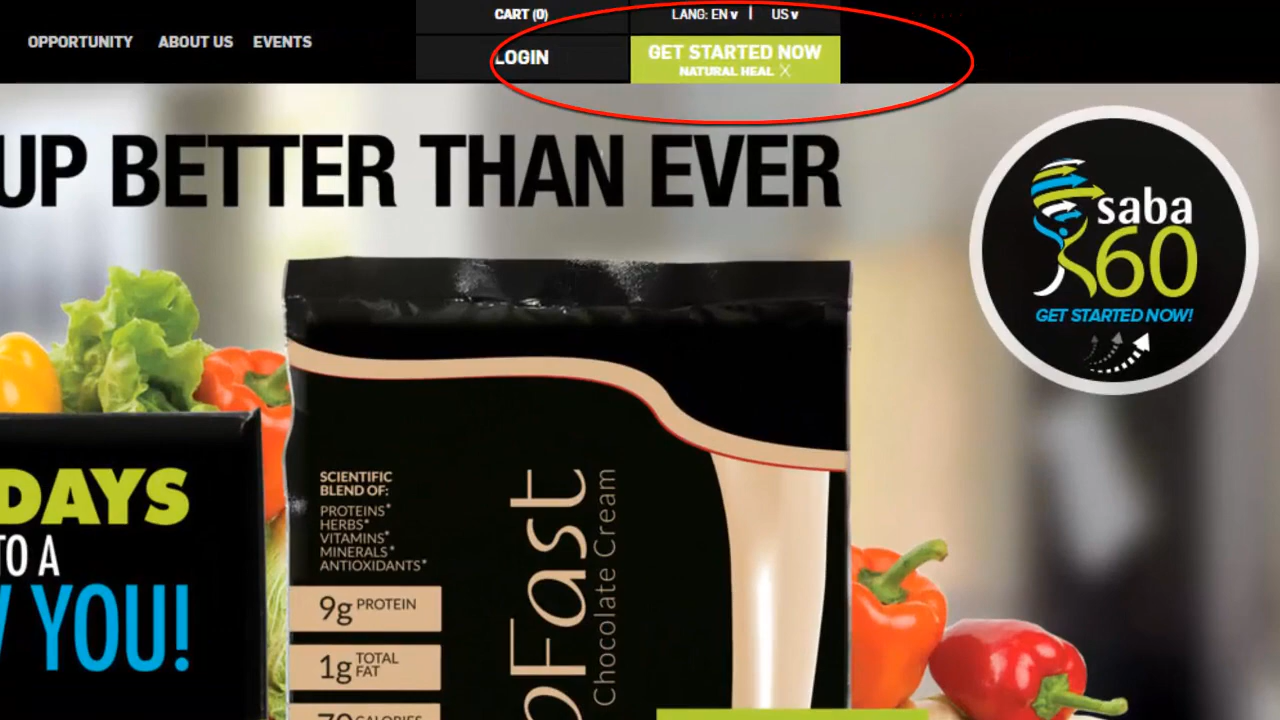 CART (0)
LANG: EN v | US v
OPPORTUNITY ABOUT US EVENTS
LOGIN
GET STARTED NOW
NATURAL HEAL X
UP BETTER THAN EVER
saba
60
GET STARTED NOW!
DAYS
TO A
YOU!
SCIENTIFIC
BLEND OF:
PROTEINS*
HERBS*
VITAMINS*
MINERALS*
ANTIOXIDANTS*
9g PROTEIN
1g TOTAL
FAT
Fast
Chocolate Cream
CALORIES